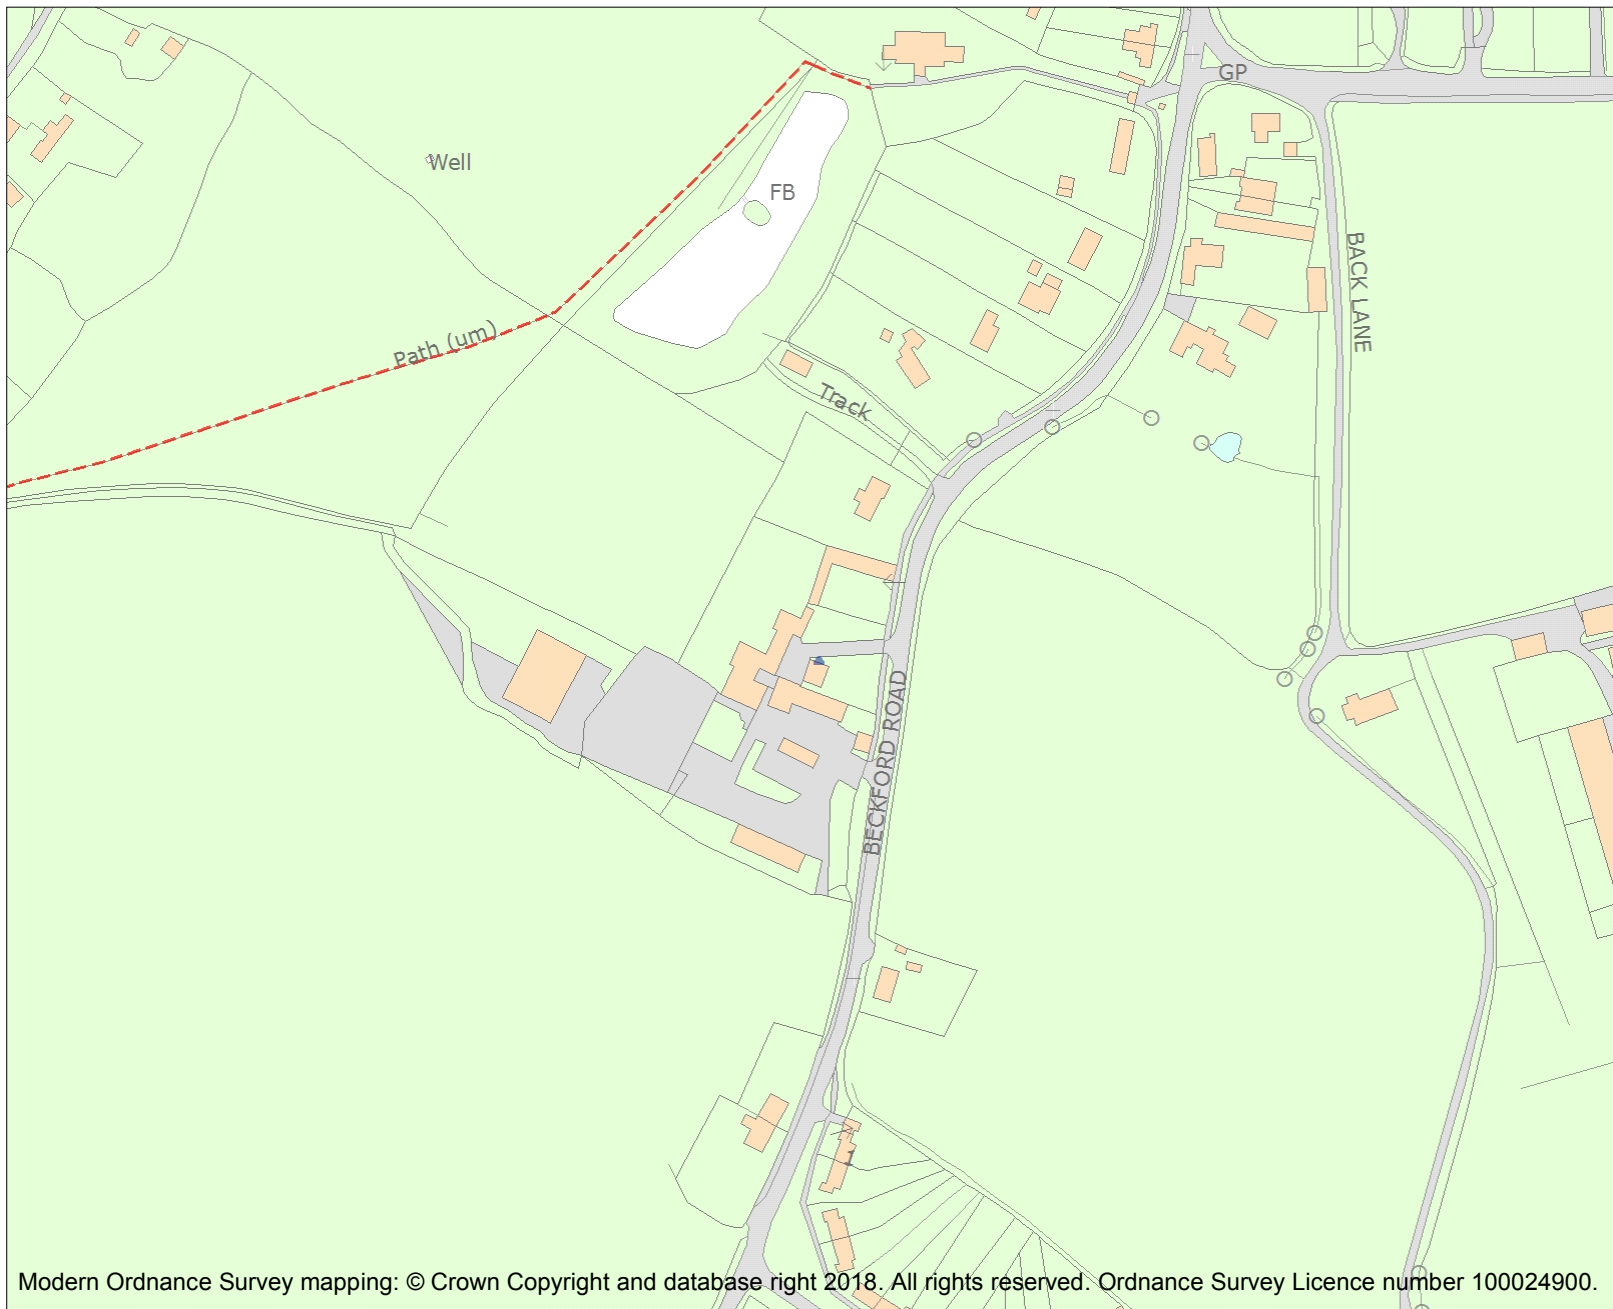 GP
Well
FB
BACK LANE
Path (um)
Track
BECKFORD ROAD
1
Modern Ordnance Survey mapping: © Crown Copyright and database right 2018. All rights reserved. Ordnance Survey Licence number 100024900.